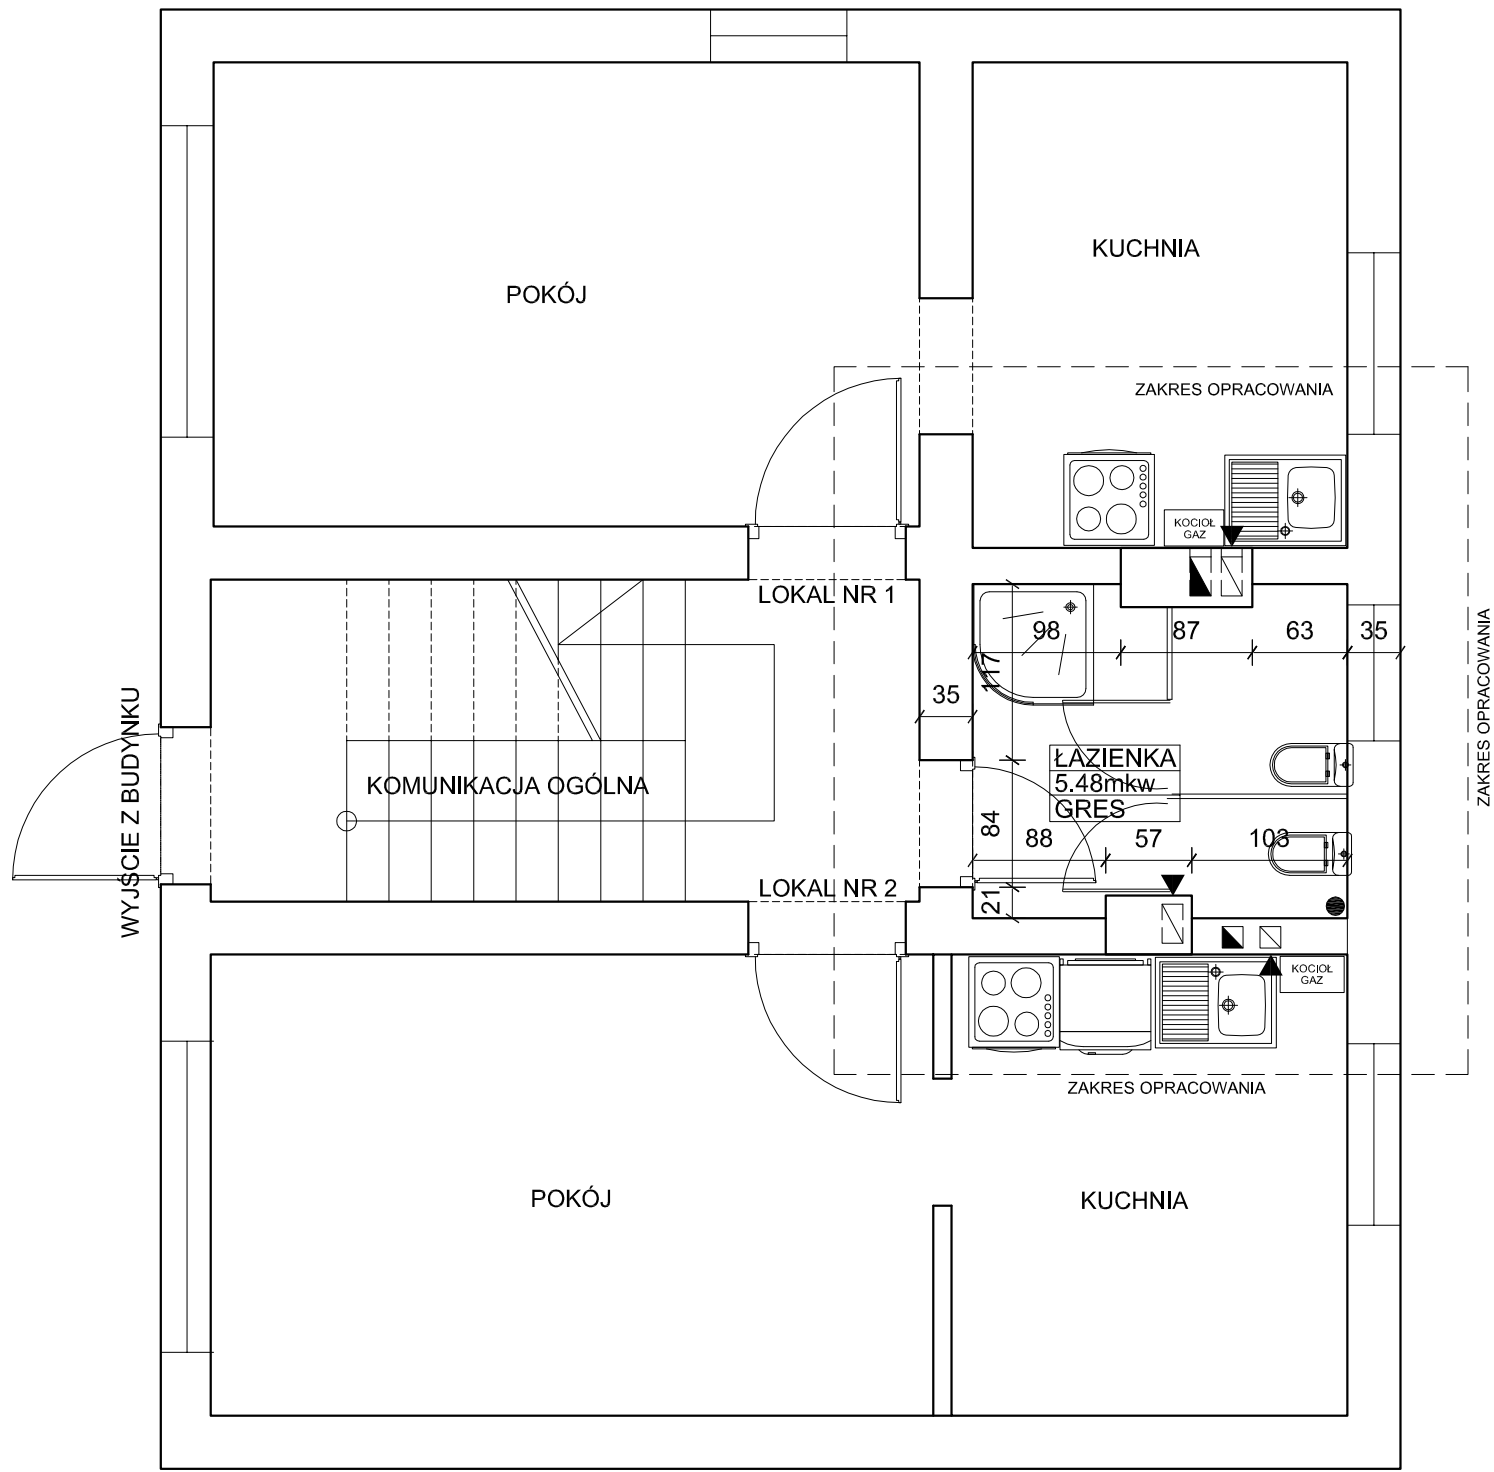 KUCHNIA
POKÓJ
ZAKRES OPRACOWANIA
KOCIOŁ
GAZ
LOKAL NR 1
98
87
63
35
117
35
ZAKRES OPRACOWANIA
WYJŚCIE Z BUDYNKU
KOMUNIKACJA OGÓLNA
ŁAZIENKA
5.48mkw
GRES
84
88
57
103
21
LOKAL NR 2
KOCIOŁ
GAZ
ZAKRES OPRACOWANIA
POKÓJ
KUCHNIA